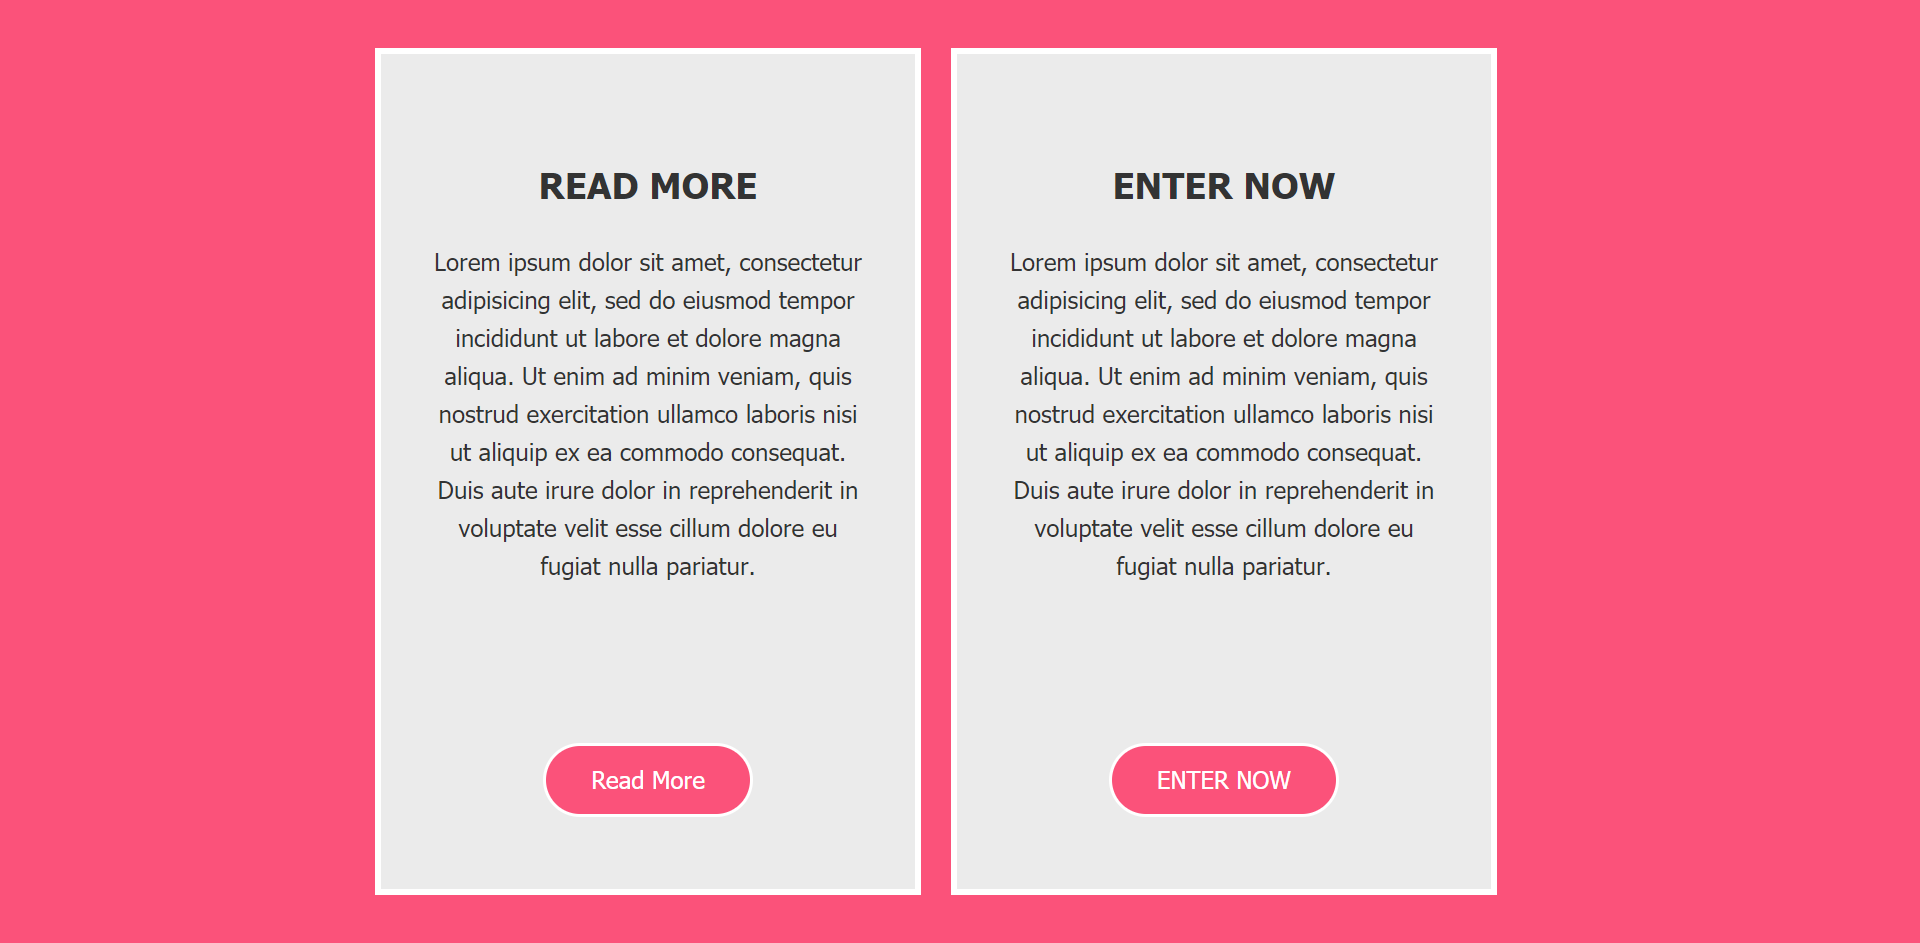 READ MORE
Lorem ipsum dolor sit amet, consectetur
adipisicing elit, sed do eiusmod tempor
incididunt ut labore et dolore magna
aliqua. Ut enim ad minim veniam, quis
nostrud exercitation ullamco laboris nisi
ut aliquip ex ea commodo consequat.
Duis aute irure dolor in reprehenderit in
voluptate velit esse cillum dolore eu
fugiat nulla pariatur.
Read More
ENTER NOW
Lorem ipsum dolor sit amet, consectetur
adipisicing elit, sed do eiusmod tempor
incididunt ut labore et dolore magna
aliqua. Ut enim ad minim veniam, quis
nostrud exercitation ullamco laboris nisi
ut aliquip ex ea commodo consequat.
Duis aute irure dolor in reprehenderit in
voluptate velit esse cillum dolore eu
fugiat nulla pariatur.
ENTER NOW